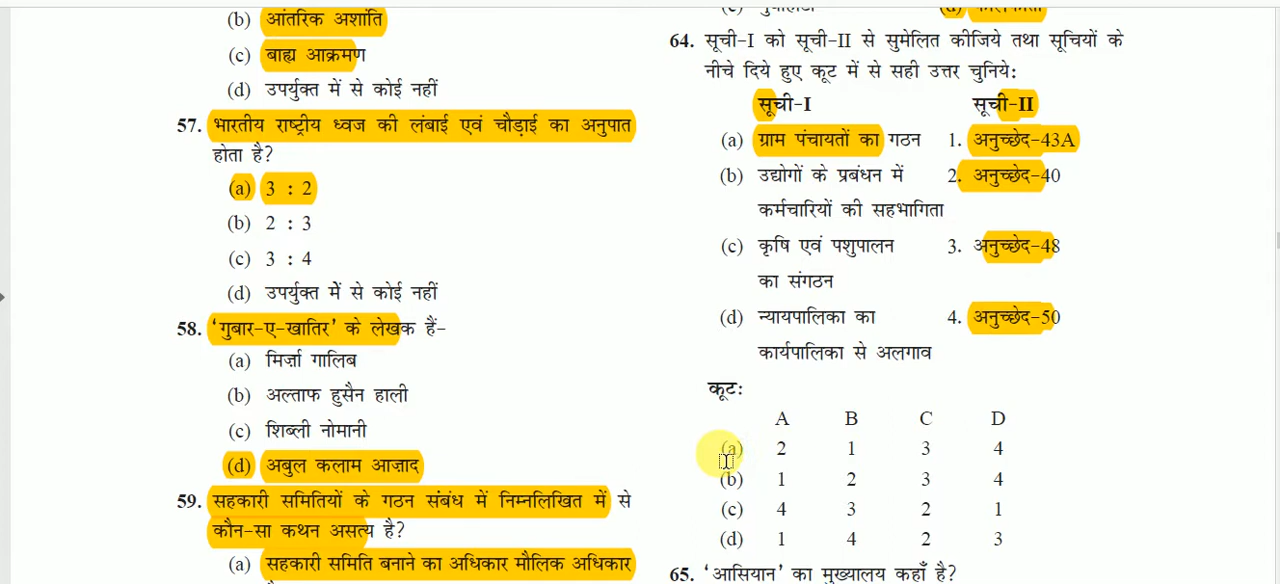 (b) आंतरिक अशांति
(c) बाह्य आक्रमण
(d) उपर्युक्त में से कोई नहीं
57. भारतीय राष्ट्रीय ध्वज की लंबाई एवं चौड़ाई का अनुपात
होता है?
(a) 3 : 2
(b) 2 : 3
(c) 3 : 4
(d) उपर्युक्त में से कोई नहीं
58. 'गुबार-ए-खातिर' के लेखक हैं-
(a) मिर्ज़ा गालिब
(b) अल्ताफ हुसैन हाली
(c) शिब्ली नोमानी
(d) अबुल कलाम आज़ाद
59. सहकारी समितियों के गठन संबंध में निम्नलिखित में से
कौन-सा कथन असत्य है?
(a) सहकारी समिति बनाने का अधिकार मौलिक अधिकार
64. सूची-I को सूची-II से सुमेलित कीजिये तथा सूचियों के
नीचे दिये हुए कूट में से सही उत्तर चुनिये:
सूची-I सूची-II
(a) ग्राम पंचायतों का गठन 1. अनुच्छेद-43A
(b) उद्योगों के प्रबंधन में 2. अनुच्छेद-40
कर्मचारियों की सहभागिता
(c) कृषि एवं पशुपालन 3. अनुच्छेद-48
का संगठन
(d) न्यायपालिका का 4. अनुच्छेद-50
कार्यपालिका से अलगाव
कूट:
A B C D
(a) 2 1 3 4
(b) 1 2 3 4
(c) 4 3 2 1
(d) 1 4 2 3
65. 'आसियान' का मुख्यालय कहाँ है?